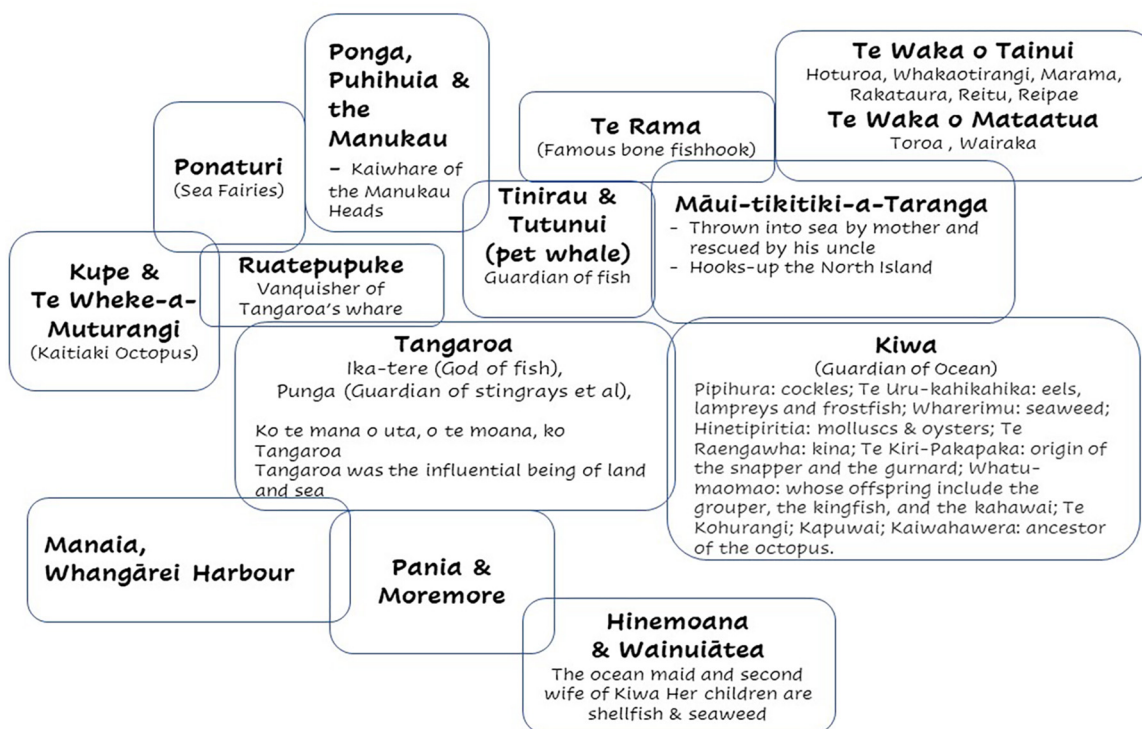 Ponga,
Puhihuia &
the
Manukau
– Kaiwhare of
the Manukau
Heads
Te Waka o Tainui
Hoturoa, Whakaotirangi, Marama,
Rakataura, Reitu, Reipae
Te Waka o Mataatua
Toroa , Wairaka
Te Rama
(Famous bone fishhook)
Ponaturi
(Sea Fairies)
Tinirau &
Tutunui
(pet whale)
Guardian of fish
Māui-tikitiki-a-Taranga
- Thrown into sea by mother and
rescued by his uncle
- Hooks-up the North Island
Kupe &
Te Wheke-a-
Muturangi
(Kaitiaki Octopus)
Ruatepupuke
Vanquisher of
Tangaroa's whare
Tangaroa
Ika-tere (God of fish),
Punga (Guardian of stingrays et al),
Ko te mana o uta, o te moana, ko
Tangaroa
Tangaroa was the influential being of land
and sea
Kiwa
(Guardian of Ocean)
Pipihura: cockles; Te Uru-kahikahika: eels,
lampreys and frostfish; Wharerimu: seaweed;
Hinetipiritia: molluscs & oysters; Te
Raengawha: kina; Te Kiri-Pakapaka: origin of
the snapper and the gurnard; Whatu-
maomao: whose offspring include the
grouper, the kingfish, and the kahawai; Te
Kohurangi; Kapuwai; Kaiwahawera: ancestor
of the octopus.
Manaia,
Whangārei Harbour
Pania &
Moremore
Hinemoana
& Wainuiātea
The ocean maid and second
wife of Kiwa Her children are
shellfish & seaweed